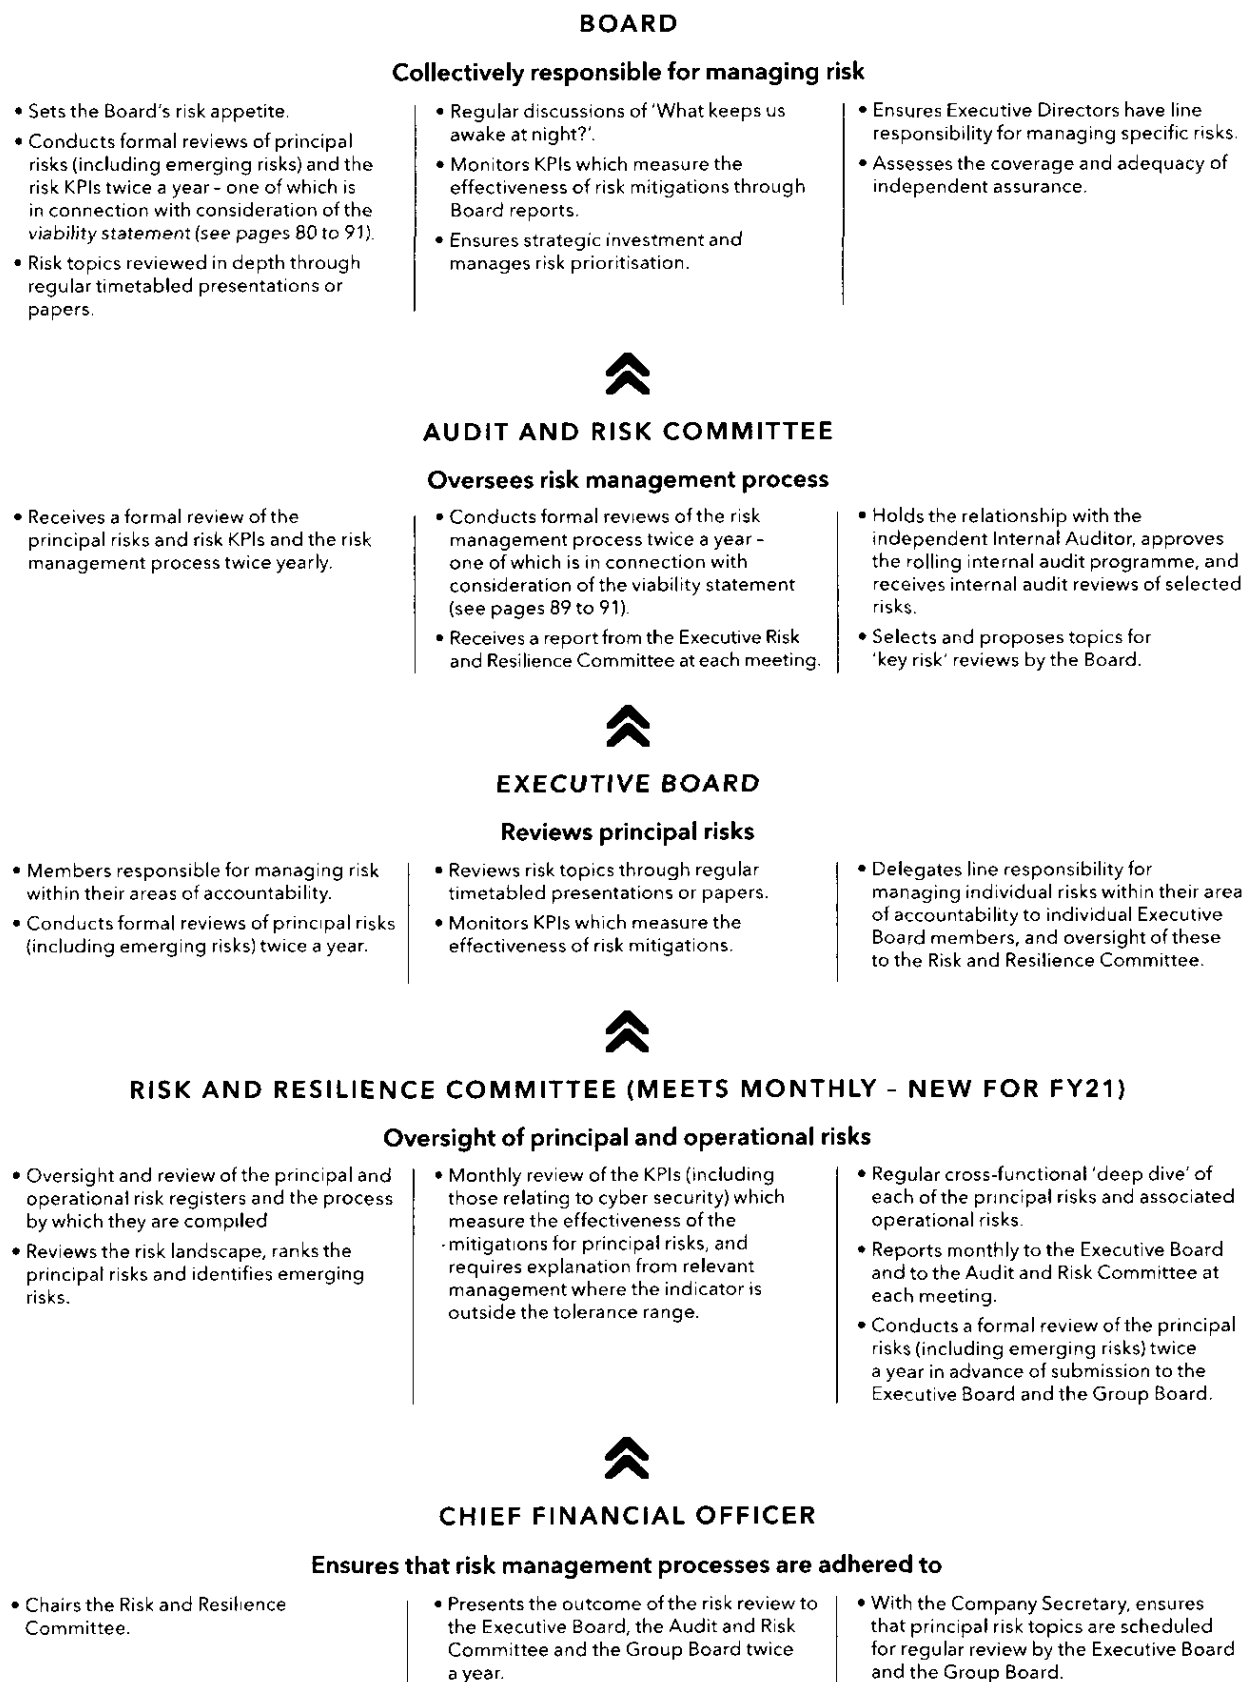 BOARD
Collectively responsible for managing risk
• Sets the Board's risk appetite.
• Conducts formal reviews of principal
risks (including emerging risks) and the
risk KPIs twice a year - one of which is
in connection with consideration of the
viability statement (see pages 80 to 91).
• Risk topics reviewed in depth through
regular timetabled presentations or
papers.
• Regular discussions of 'What keeps us
awake at night?'.
• Monitors KPIs which measure the
effectiveness of risk mitigations through
Board reports.
• Ensures strategic investment and
manages risk prioritisation.
• Ensures Executive Directors have line
responsibility for managing specific risks.
• Assesses the coverage and adequacy of
independent assurance.
AUDIT AND RISK COMMITTEE
Oversees risk management process
• Receives a formal review of the
principal risks and risk KPIs and the risk
management process twice yearly.
• Conducts formal reviews of the risk
management process twice a year -
one of which is in connection with
consideration of the viability statement
(see pages 89 to 91).
• Receives a report from the Executive Risk
and Resilience Committee at each meeting.
• Holds the relationship with the
independent Internal Auditor, approves
the rolling internal audit programme, and
receives internal audit reviews of selected
risks.
• Selects and proposes topics for
'key risk' reviews by the Board.
EXECUTIVE BOARD
Reviews principal risks
• Members responsible for managing risk
within their areas of accountability.
• Conducts formal reviews of principal risks
(including emerging risks) twice a year.
• Reviews risk topics through regular
timetabled presentations or papers.
• Monitors KPIs which measure the
effectiveness of risk mitigations.
• Delegates line responsibility for
managing individual risks within their area
of accountability to individual Executive
Board members, and oversight of these
to the Risk and Resilience Committee.
RISK AND RESILIENCE COMMITTEE (MEETS MONTHLY – NEW FOR FY21)
Oversight of principal and operational risks
• Oversight and review of the principal and
operational risk registers and the process
by which they are compiled
• Reviews the risk landscape, ranks the
principal risks and identifies emerging
risks.
• Monthly review of the KPIs (including
those relating to cyber security) which
measure the effectiveness of the
mitigations for principal risks, and
requires explanation from relevant
management where the indicator is
outside the tolerance range.
• Regular cross-functional 'deep dive' of
each of the principal risks and associated
operational risks.
• Reports monthly to the Executive Board
and to the Audit and Risk Committee at
each meeting.
• Conducts a formal review of the principal
risks (including emerging risks) twice
a year in advance of submission to the
Executive Board and the Group Board.
CHIEF FINANCIAL OFFICER
Ensures that risk management processes are adhered to
• Chairs the Risk and Resilience
Committee.
• Presents the outcome of the risk review to
the Executive Board, the Audit and Risk
Committee and the Group Board twice
a year.
• With the Company Secretary, ensures
that principal risk topics are scheduled
for regular review by the Executive Board
and the Group Board.